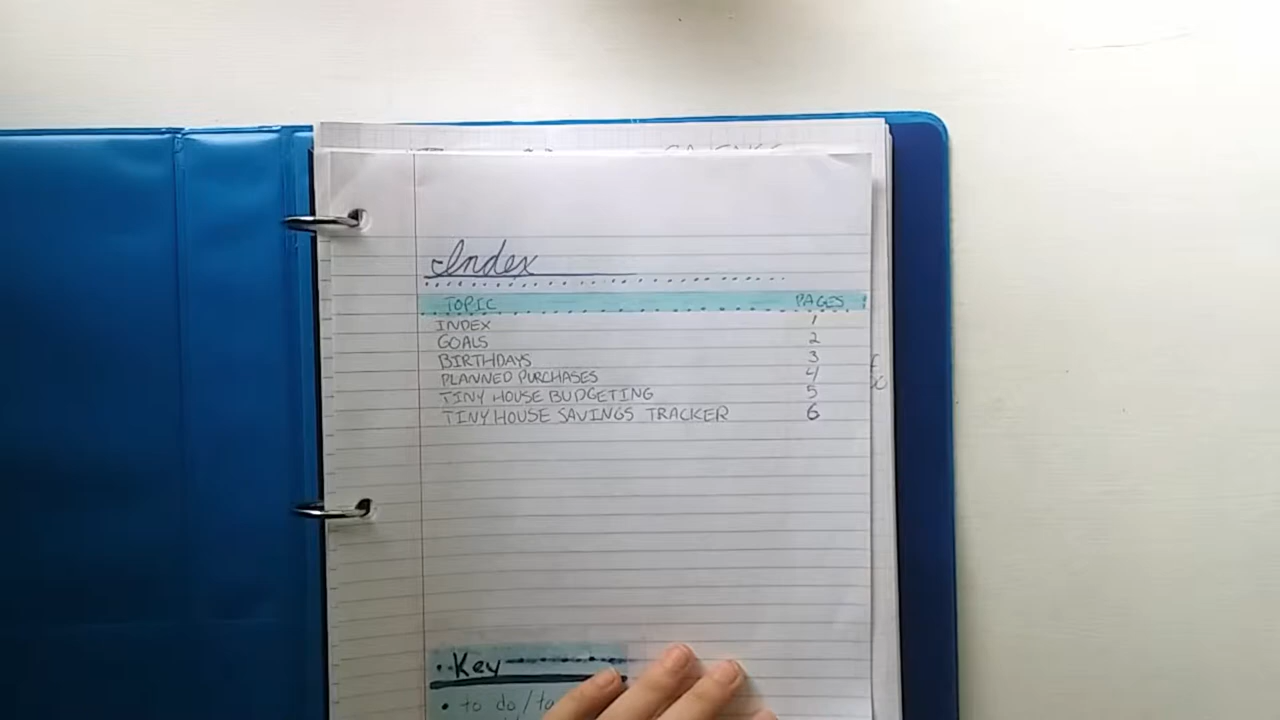 Index
TOPIC PAGES
INDEX 1
GOALS 2
BIRTHDAYS 3
PLANNED PURCHASES 4
TINY HOUSE BUDGETING 5
TINY HOUSE SAVINGS TRACKER 6
Key
to do/